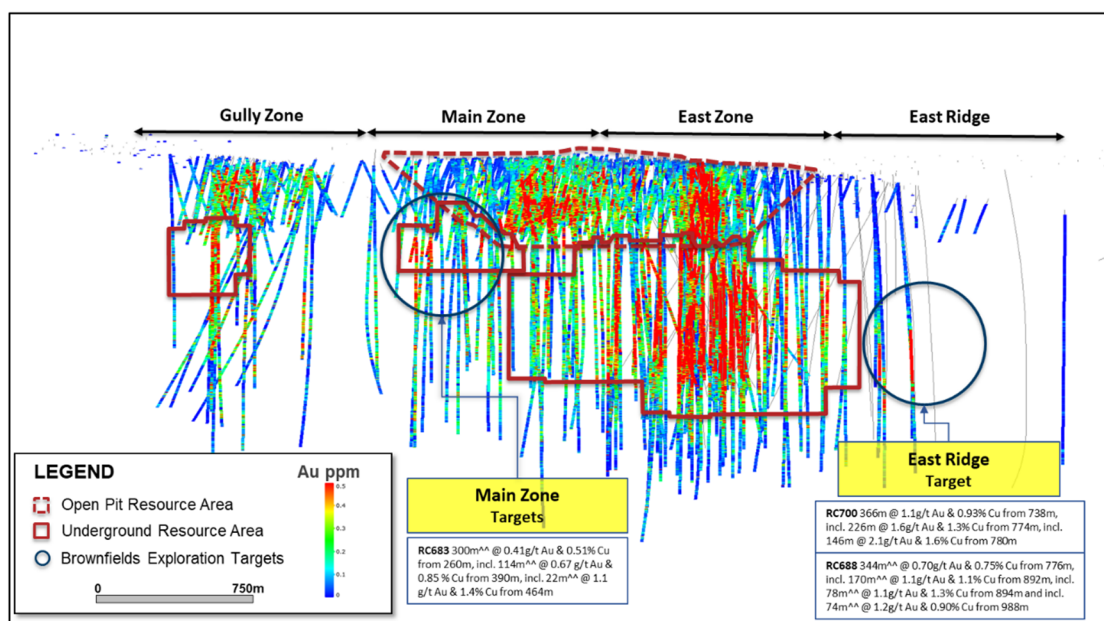 Gully Zone
Main Zone
East Zone
East Ridge
LEGEND
Au ppm
Open Pit Resource Area
Underground Resource Area
Brownfields Exploration Targets
0
750m
0.5
0.4
0.3
0.2
0.1
0
Main Zone
Targets
RC683 300m^^ @ 0.41g/t Au & 0.51% Cu
from 260m, incl. 114m^^ @ 0.67 g/t Au
& 0.85 % Cu from 390m, incl. 22m^^ @ 1.1
g/t Au & 1.4% Cu from 464m
East Ridge
Target
RC700 366m @ 1.1g/t Au & 0.93% Cu from 738m,
incl. 226m @ 1.6g/t Au & 1.3% Cu from 774m, incl.
146m @ 2.1g/t Au & 1.6% Cu from 780m
RC688 344m^^ @ 0.70g/t Au & 0.75% Cu from 776m,
incl. 170m^^ @ 1.1g/t Au & 1.1% Cu from 892m, incl.
78m^^ @ 1.1g/t Au & 1.3% Cu from 894m and incl.
74m^^ @ 1.2g/t Au & 0.90% Cu from 988m